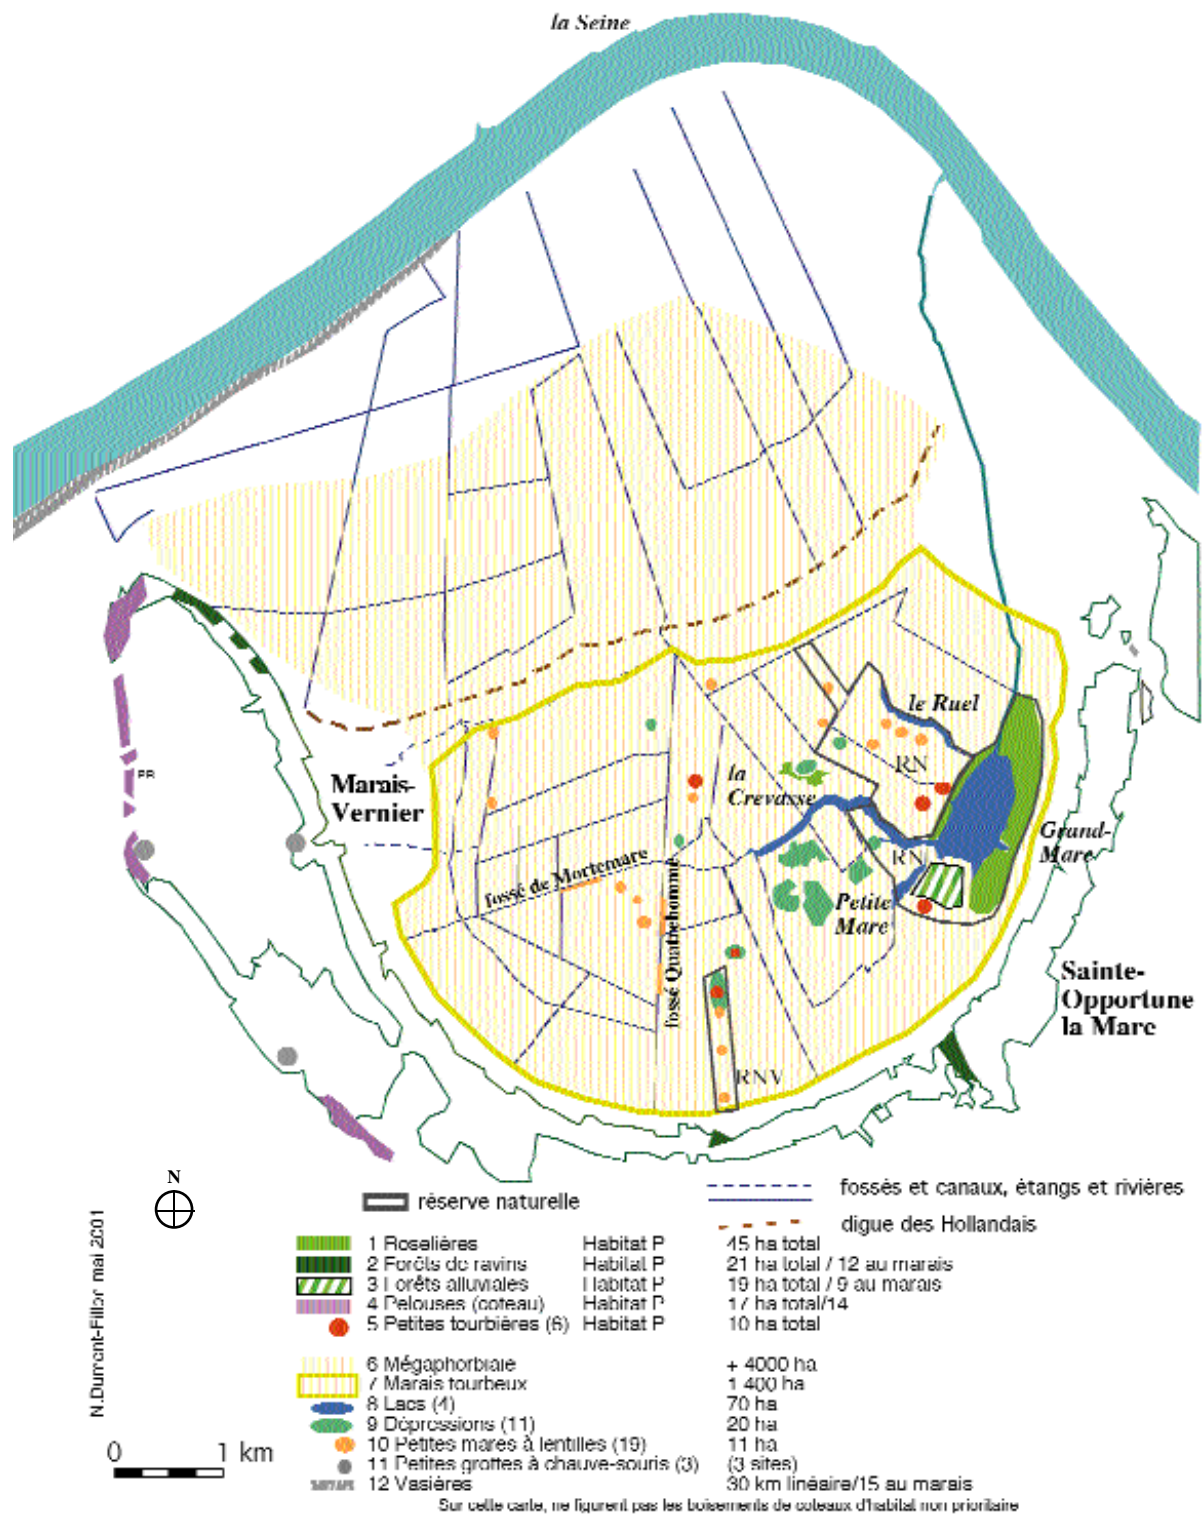 la Seine
le Ruel
RN
la
Crevasse
Marais-
Vernier
PR
Grand-
Mare
RN
fossé de Mortemare
Petite
Mare
fossé Quatrehomme
Sainte-
Opportune
la Mare
RNV
N
N.Dumont-Fillon mai 2001
réserve naturelle
fossés et canaux, étangs et rivières
digue des Hollandais
1 Roselières Habitat P 45 ha total
2 Forêts de ravins Habitat P 21 ha total / 12 au marais
3 Forêts alluviales Habitat P 19 ha total / 9 au marais
4 Pelouses (coteau) Habitat P 17 ha total/14
5 Petites tourbières (6) Habitat P 10 ha total
6 Mégaphorbiaie + 4000 ha
7 Marais tourbeux 1 400 ha
8 Lacs (4) 70 ha
9 Dépressions (11) 20 ha
10 Petites mares à lentilles (19) 11 ha
11 Petites grottes à chauve-souris (3) (3 sites)
12 Vasières 30 km linéaire/15 au marais
0 1 km
Sur cette carte, ne figurent pas les boisements de coteaux d'habitat non prioritaire